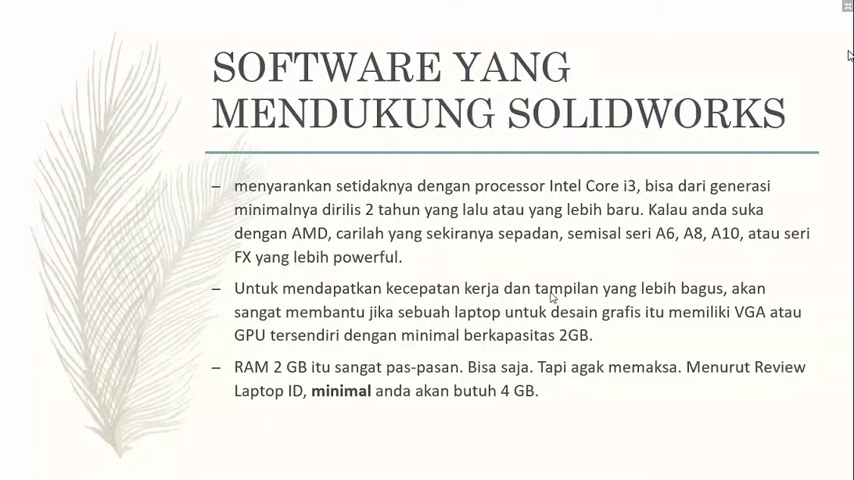 SOFTWARE YANG
MENDUKUNG SOLIDWORKS
– menyarankan setidaknya dengan processor Intel Core i3, bisa dari generasi
minimalnya dirilis 2 tahun yang lalu atau yang lebih baru. Kalau anda suka
dengan AMD, carilah yang sekiranya sepadan, semisal seri A6, A8, A10, atau seri
FX yang lebih powerful.
– Untuk mendapatkan kecepatan kerja dan tampilan yang lebih bagus, akan
sangat membantu jika sebuah laptop untuk desain grafis itu memiliki VGA atau
GPU tersendiri dengan minimal berkapasitas 2GB.
– RAM 2 GB itu sangat pas-pasan. Bisa saja. Tapi agak memaksa. Menurut Review
Laptop ID, minimal anda akan butuh 4 GB.